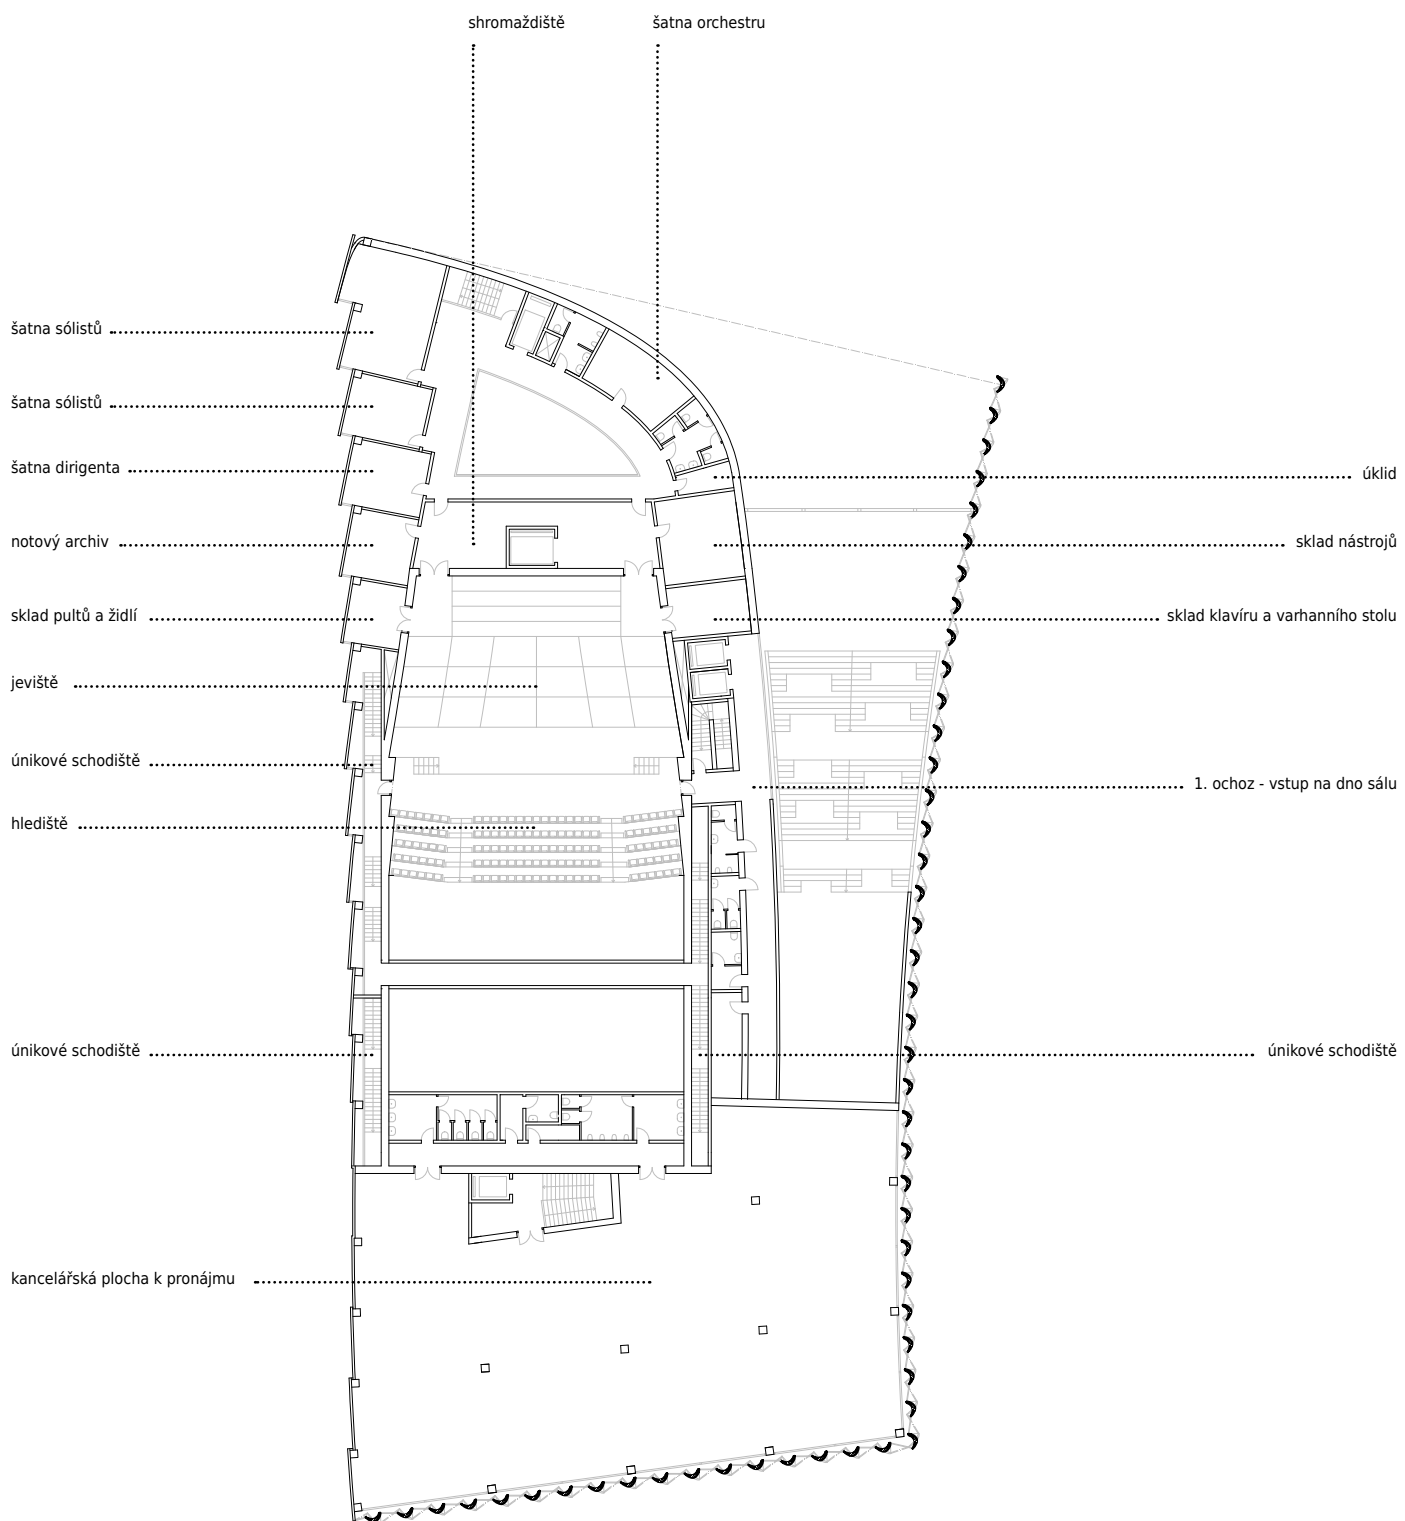 shromaždiště
šatna orchestru
šatna sólistů
šatna sólistů
šatna dirigenta
úklid
notový archiv
sklad nástrojů
sklad pultů a židlí
sklad klavíru a varhanního stolu
jeviště
únikové schodiště
1. ochoz - vstup na dno sálu
hlediště
únikové schodiště
únikové schodiště
kancelářská plocha k pronájmu